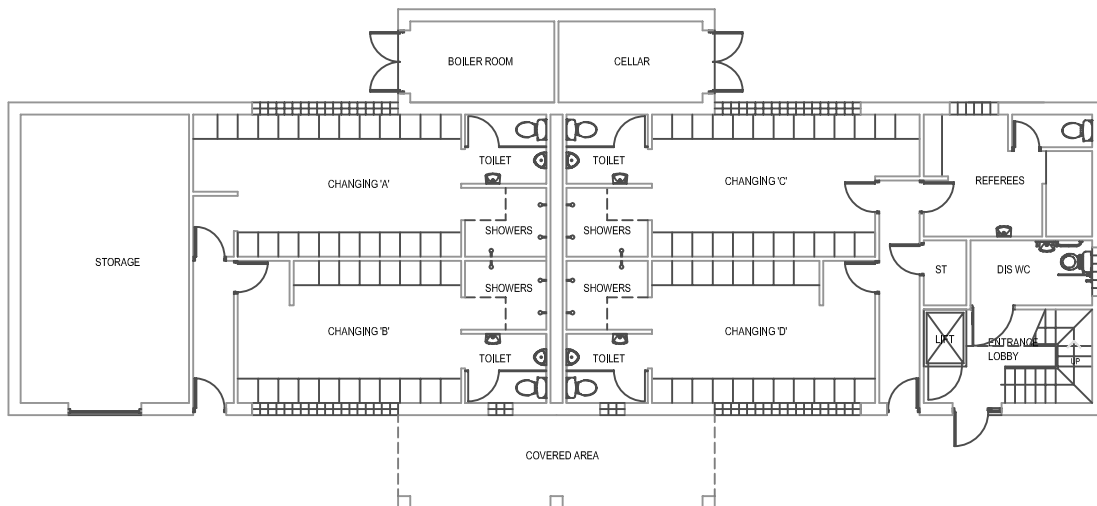 BOILER ROOM
CELLAR
TOILET
TOILET
CHANGING 'A'
CHANGING 'C'
REFEREES
SHOWERS
SHOWERS
STORAGE
ST
DIS WC
SHOWERS
SHOWERS
CHANGING 'B'
CHANGING 'D'
LIFT
ENTRANCE
LOBBY
UP
TOILET
TOILET
COVERED AREA